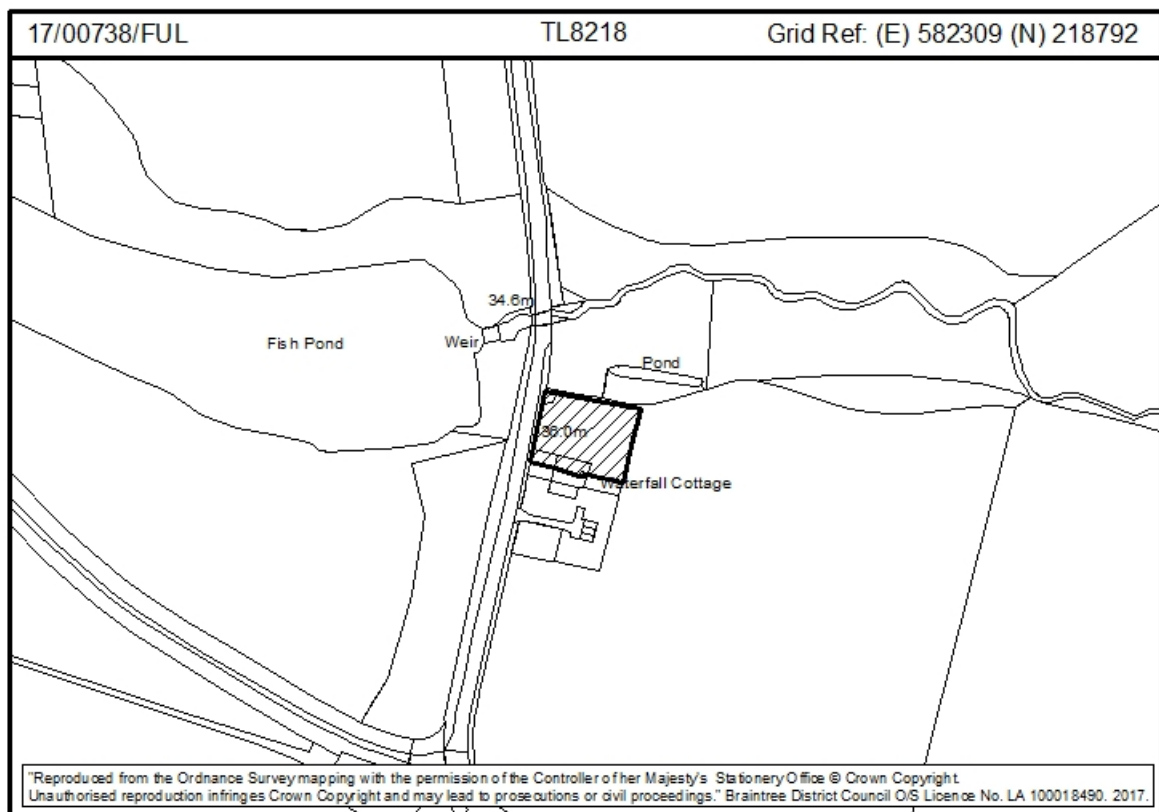 17/00738/FUL TL8218 Grid Ref: (E) 582309 (N) 218792
34.6m
Fish Pond
Weir
Pond
36.0m
Waterfall Cottage
"Reproduced from the Ordnance Survey mapping with the permission of the Controller of her Majesty's Stationery Office © Crown Copyright.
Unauthorised reproduction infringes Crown Copyright and may lead to prosecutions or civil proceedings." Braintree District Council O/S Licence No. LA 100018490. 2017.